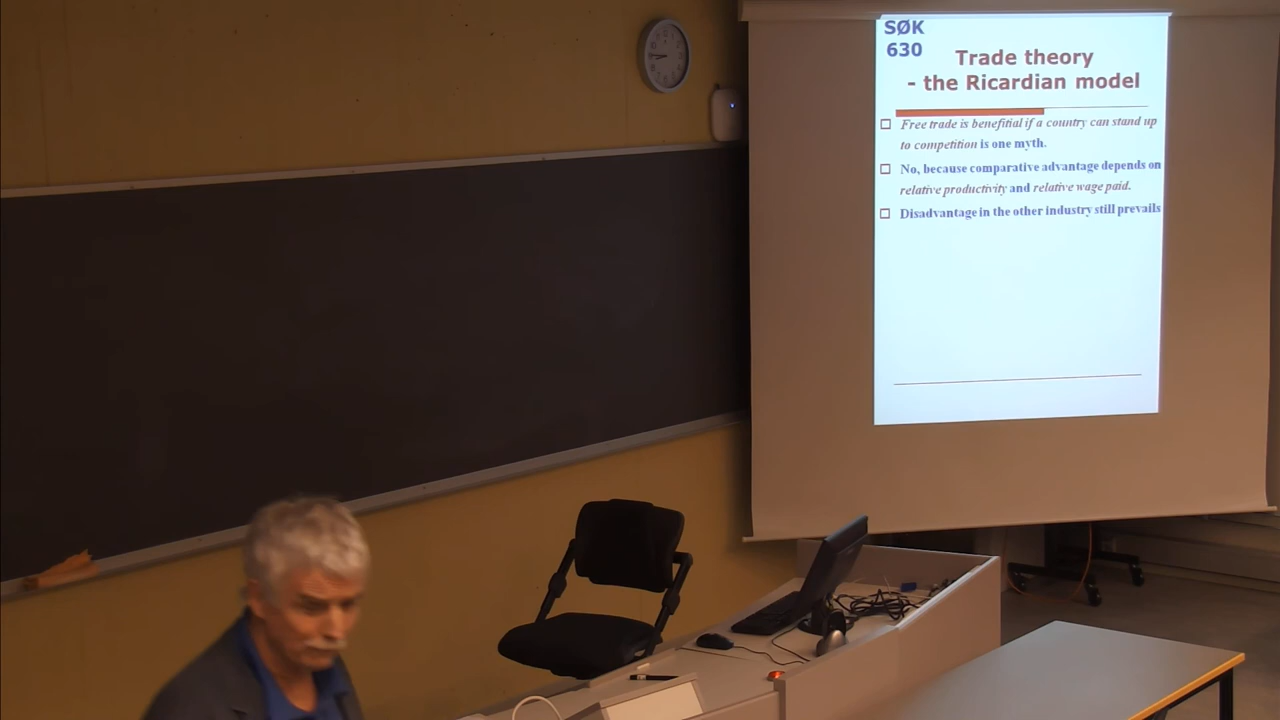 SØK
630
Trade theory
- the Ricardian model
Free trade is benefitial if a country can stand up
to competition is one myth.
No, because comparative advantage depends on
relative productivity and relative wage paid.
Disadvantage in the other industry still prevails